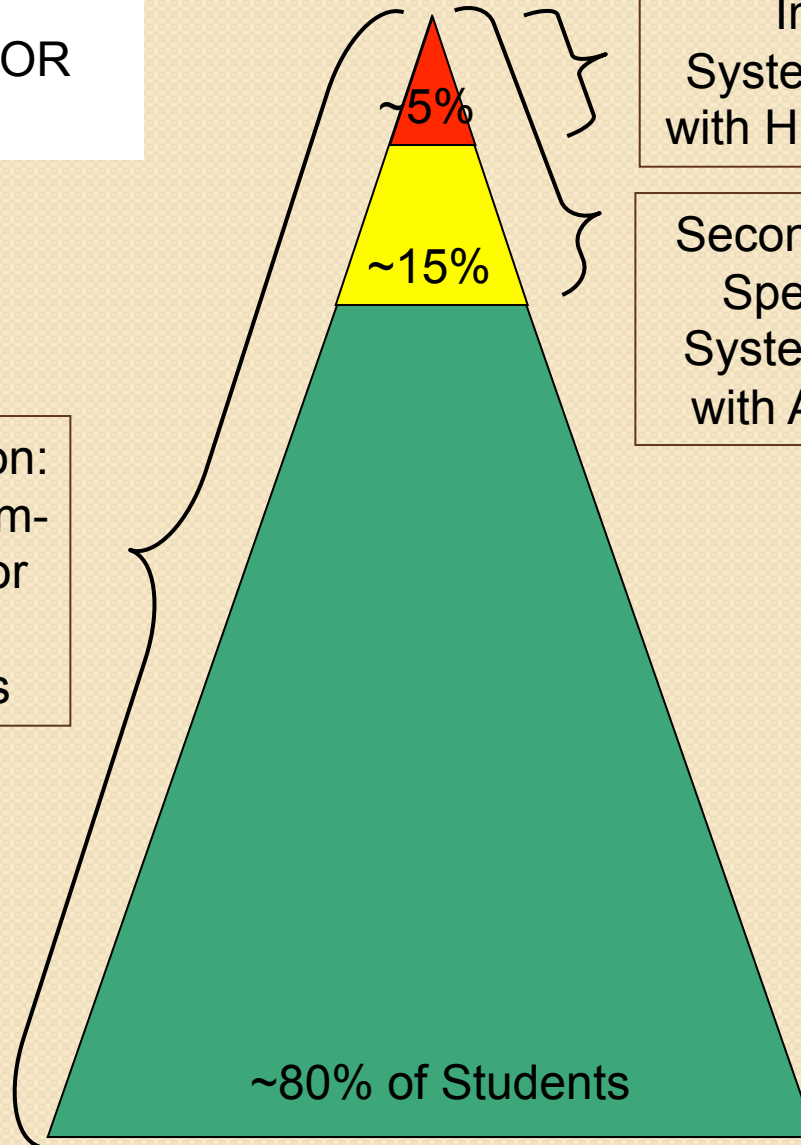 OR
~5%
In
Syste
with H
~15%
Secon
Spe
Syste
with A
on:
m-
or
s
~80% of Students